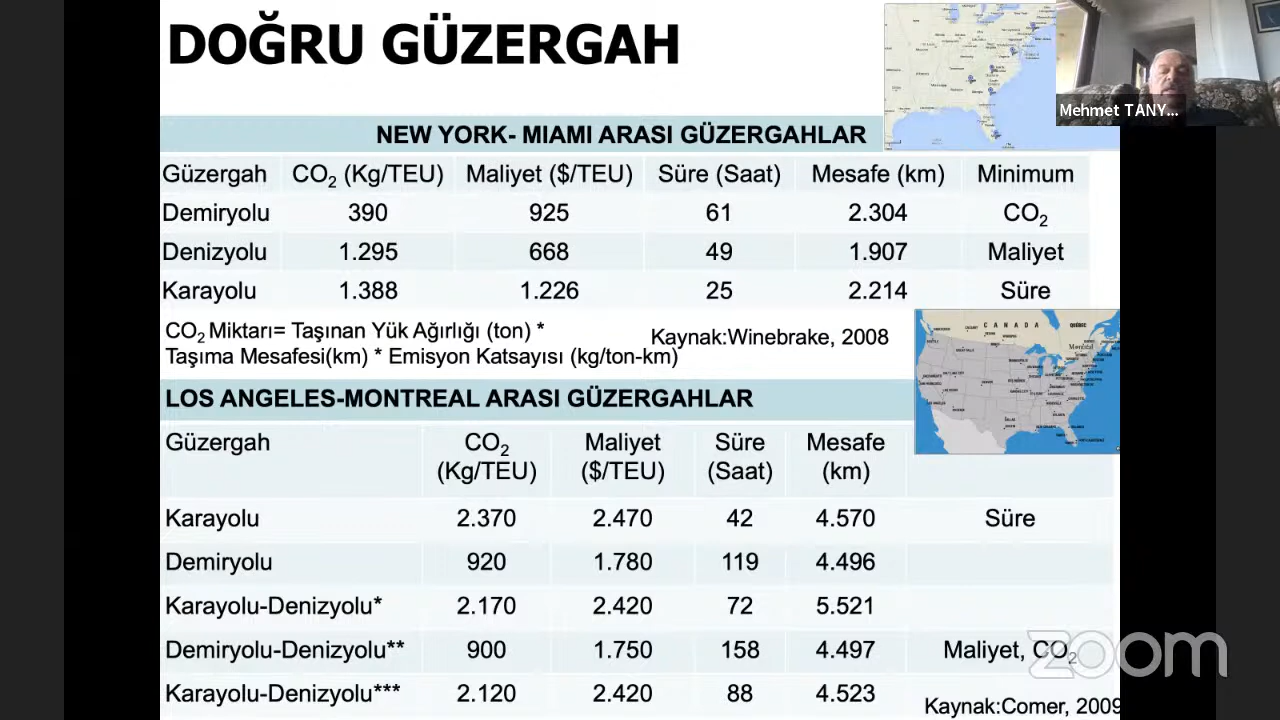 DOĞRU GÜZERGAH
Mehmet TANY...
NEW YORK- MIAMI ARASI GÜZERGAHLAR
Güzergah CO2 (Kg/TEU) Maliyet ($/TEU) Süre (Saat) Mesafe (km) Minimum
Demiryolu 390 925 61 2.304 CO2
Denizyolu 1.295 668 49 1.907 Maliyet
Karayolu 1.388 1.226 25 2.214 Süre
CO2 Miktarı= Taşınan Yük Ağırlığı (ton) *
Taşıma Mesafesi(km) * Emisyon Katsayısı (kg/ton-km)
Kaynak:Winebrake, 2008
CANADA
QUÉBEC
Montréal
LOS ANGELES-MONTREAL ARASI GÜZERGAHLAR
Güzergah CO2 Maliyet Süre Mesafe
(Kg/TEU) ($/TEU) (Saat) (km)
Karayolu 2.370 2.470 42 4.570 Süre
Demiryolu 920 1.780 119 4.496
Karayolu-Denizyolu* 2.170 2.420 72 5.521
Demiryolu-Denizyolu** 900 1.750 158 4.497 Maliyet, CO2
zoom
Karayolu-Denizyolu*** 2.120 2.420 88 4.523
Kaynak:Comer, 2009